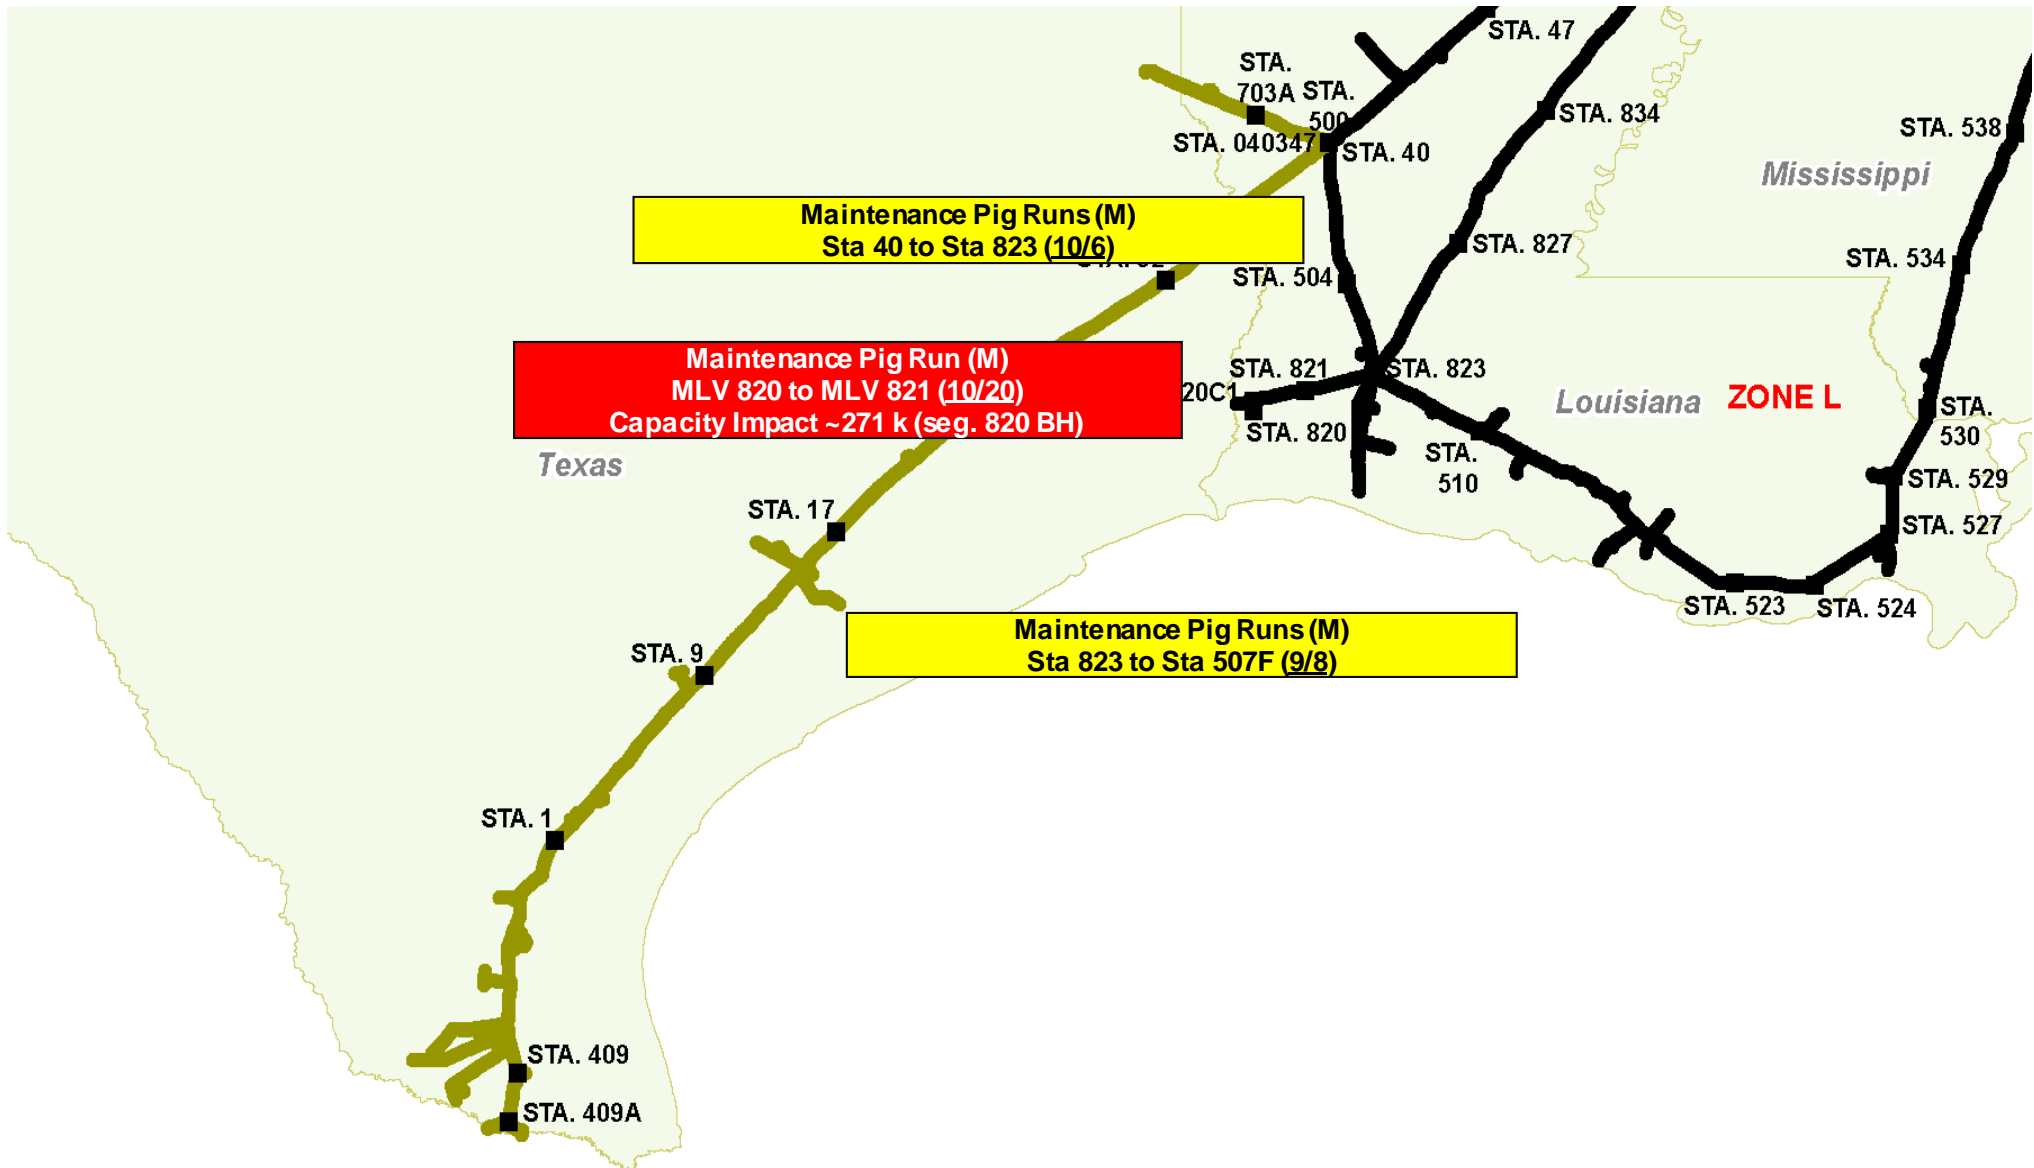 STA. 47
STA.
703A
STA.
500
STA. 040347
STA. 40
STA. 834
STA. 538
Mississippi
Maintenance Pig Runs (M)
Sta 40 to Sta 823 (10/6)
STA. 827
STA. 534
STA. 504
Maintenance Pig Run (M)
MLV 820 to MLV 821 (10/20)
Capacity Impact ~271 k (seg. 820 BH)
STA. 821
STA. 823
20C1
STA. 820
Louisiana
ZONE L
STA.
530
STA.
510
Texas
STA. 529
STA. 17
STA. 527
STA. 523
STA. 524
Maintenance Pig Runs (M)
Sta 823 to Sta 507F (9/8)
STA. 9
STA. 1
STA. 409
STA. 409A